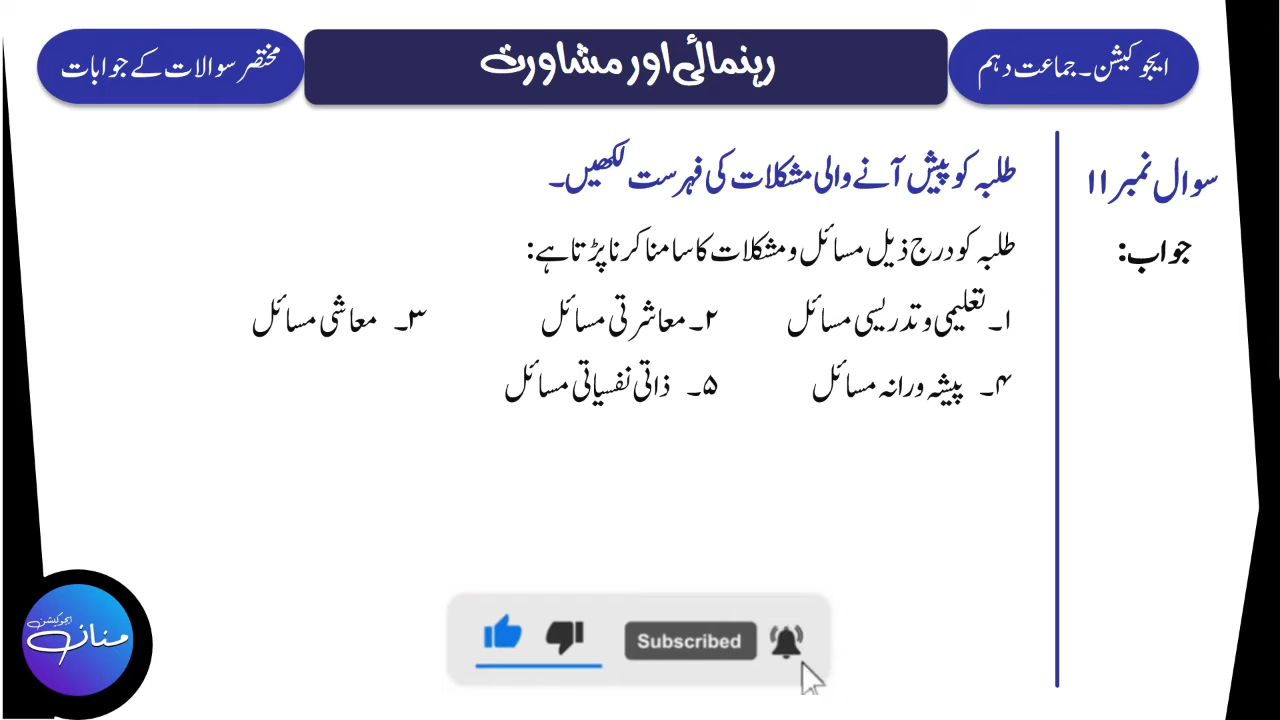 ایجوکیشن۔جماعت دہم
رہنمائی اور مشاورت
مختصر سوالات کے جوابات
سوال نمبر ۱۱
طلبہ کو پیش آنے والی مشکلات کی فہرست لکھیں۔
جواب:
طلبہ کو درج ذیل مسائل و مشکلات کا سامنا کرنا پڑتا ہے:
۱۔ تعلیمی و تدریسی مسائل ۲۔ معاشرتی مسائل ۳۔ معاشی مسائل
۴۔ پیشہ ورانہ مسائل ۵۔ ذاتی نفسیاتی مسائل
Subscribed
ایجوکیشن
منان